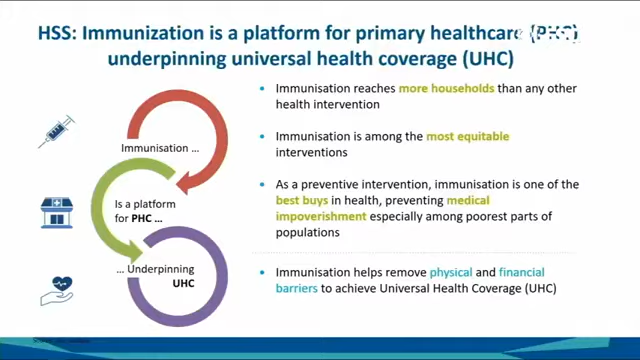 HSS: Immunization is a platform for primary healthcare (PHC)
underpinning universal health coverage (UHC)
Immunisation ...
Is a platform
for PHC ...
... Underpinning
UHC
• Immunisation reaches more households than any other
health intervention
• Immunisation is among the most equitable
interventions
• As a preventive intervention, immunisation is one of the
best buys in health, preventing medical
impoverishment especially among poorest parts of
populations
• Immunisation helps remove physical and financial
barriers to achieve Universal Health Coverage (UHC)